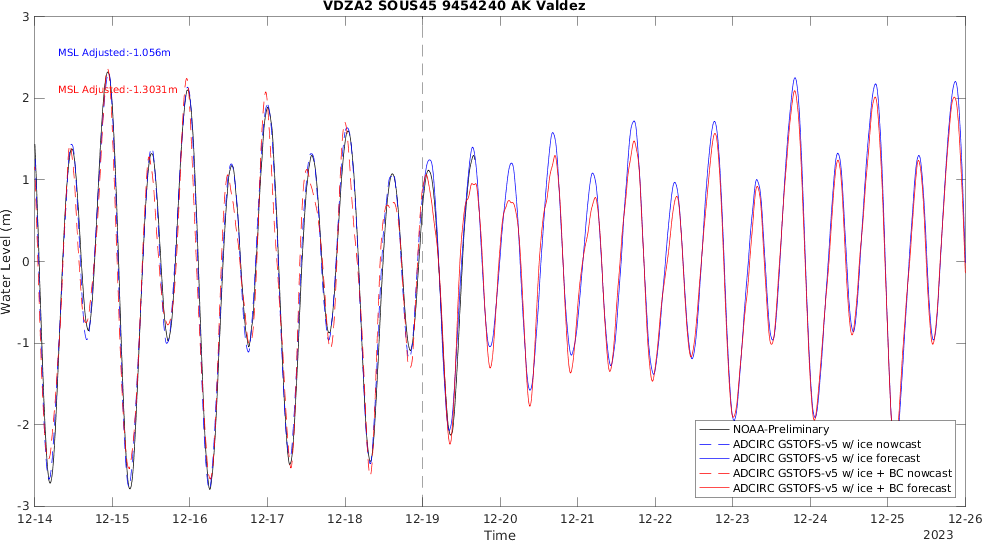 VDZA2 SOUS45 9454240 AK Valdez
3
MSL Adjusted:-1.056m
2
MSL Adjusted:-1.3031m
1
0
-1
-2
-3
Water Level (m)
NOAA-Preliminary
ADCIRC GSTOFS-v5 w/ ice nowcast
ADCIRC GSTOFS-v5 w/ ice forecast
ADCIRC GSTOFS-v5 w/ ice + BC nowcast
ADCIRC GSTOFS-v5 w/ ice + BC forecast
12-14 12-15 12-16 12-17 12-18 12-19 12-20 12-21 12-22 12-23 12-24 12-25 12-26
Time
2023